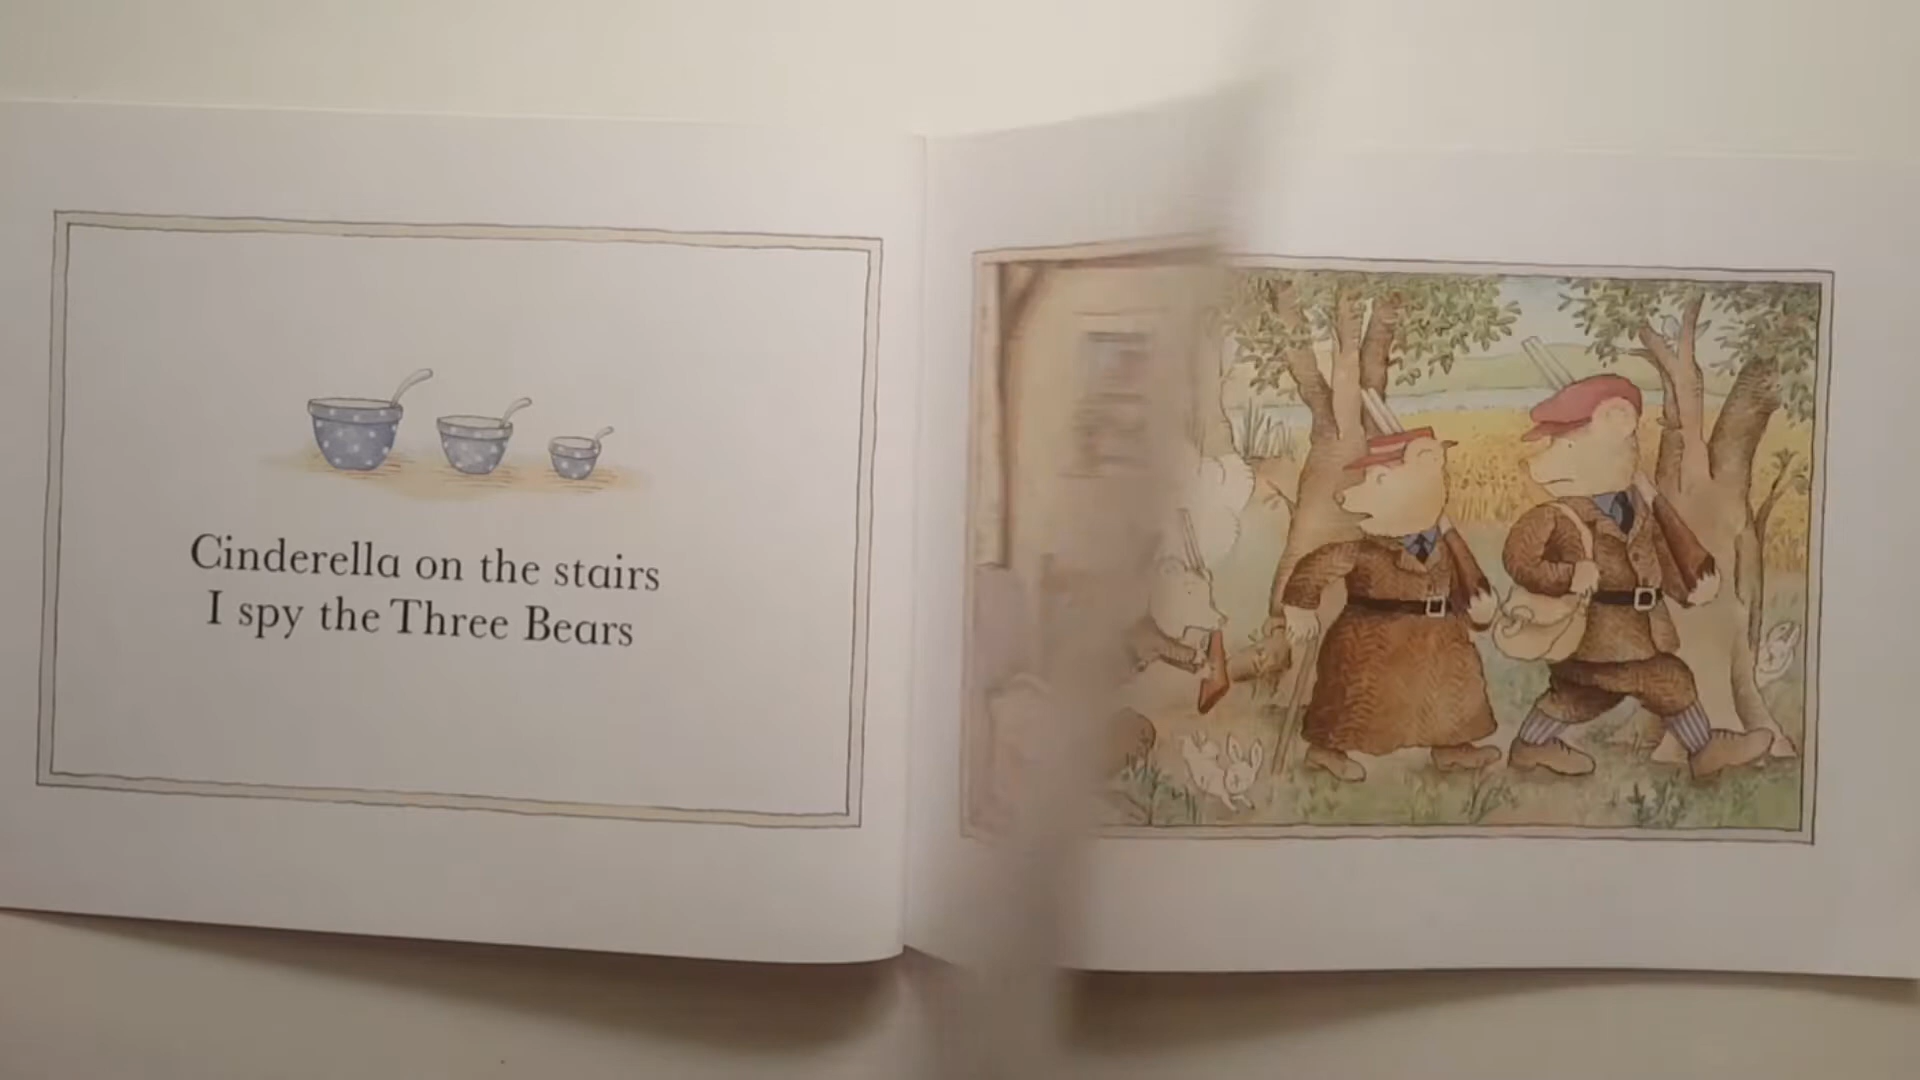 Cinderella on the stairs
I spy the Three Bears